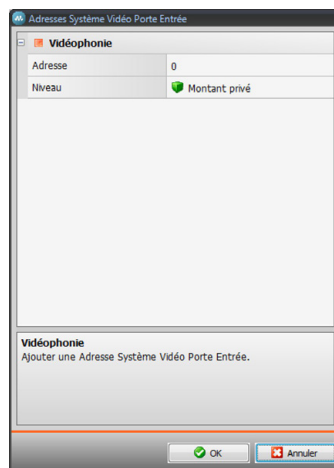 Adresses Système Vidéo Porte Entrée
Vidéophonie
Adresse 0
Niveau Montant privé
Vidéophonie
Ajouter une Adresse Système Vidéo Porte Entrée.
OK Annuler